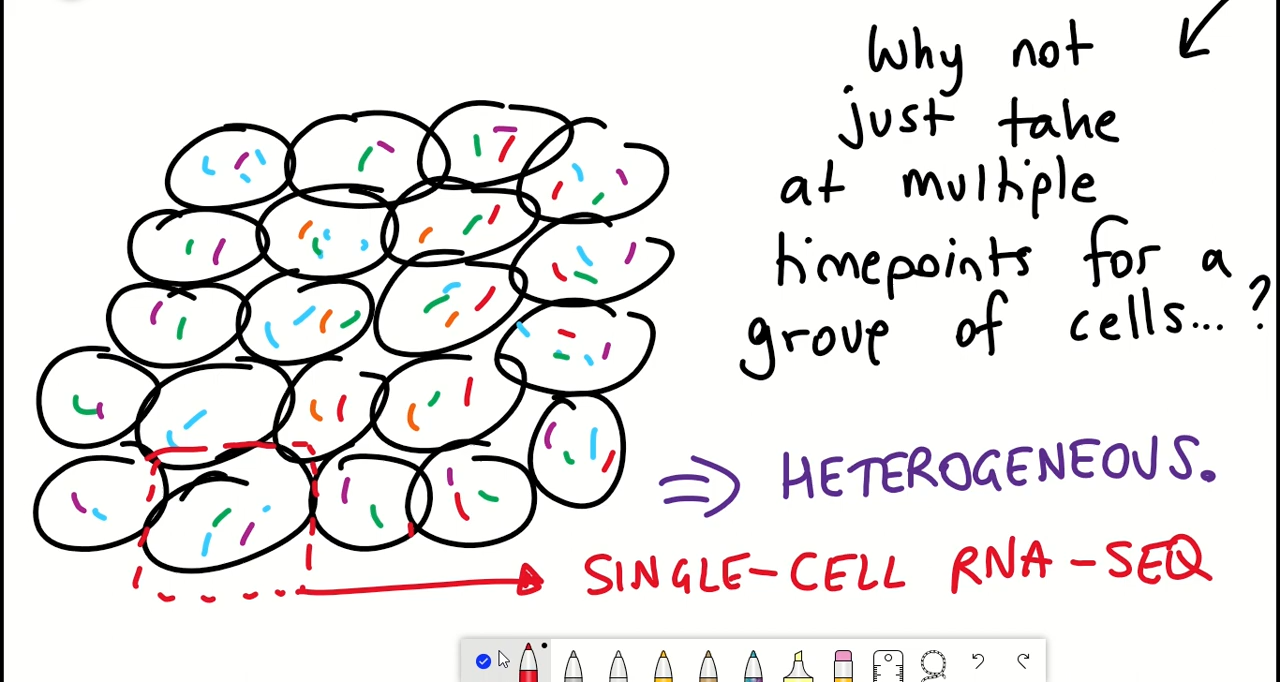 Why not
just take
at multiple
timepoints for a
group of cells...?
⇒ HETEROGENEOUS.
SINGLE-CELL RNA-SEQ